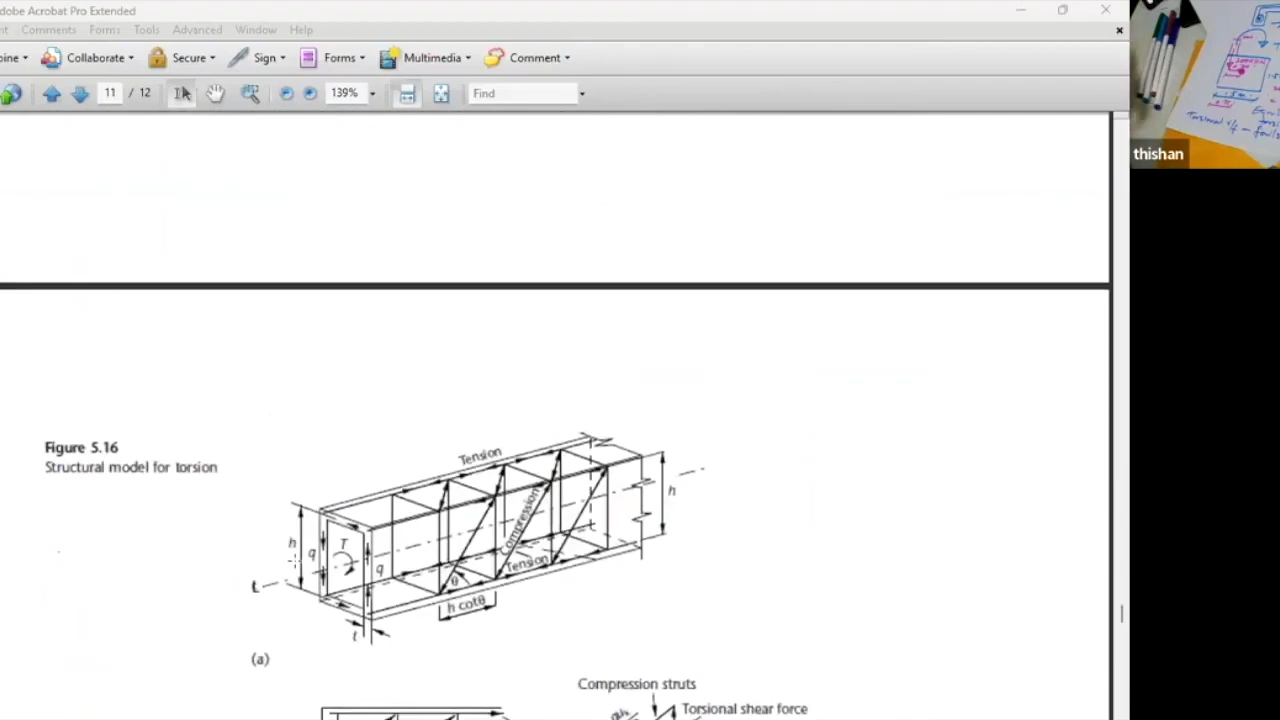 dobe Acrobat Pro Extended
nt Comments Forms Tools Advanced Window Help
bine Collaborate Secure Sign Forms Multimedia Comment
11 / 12 139% Find
thishan
Figure 5.16
Structural model for torsion
Tension
h
Compression
h
q
T
q
Tension
θ
h cotθ
t
(a)
Compression struts
Torsional shear force